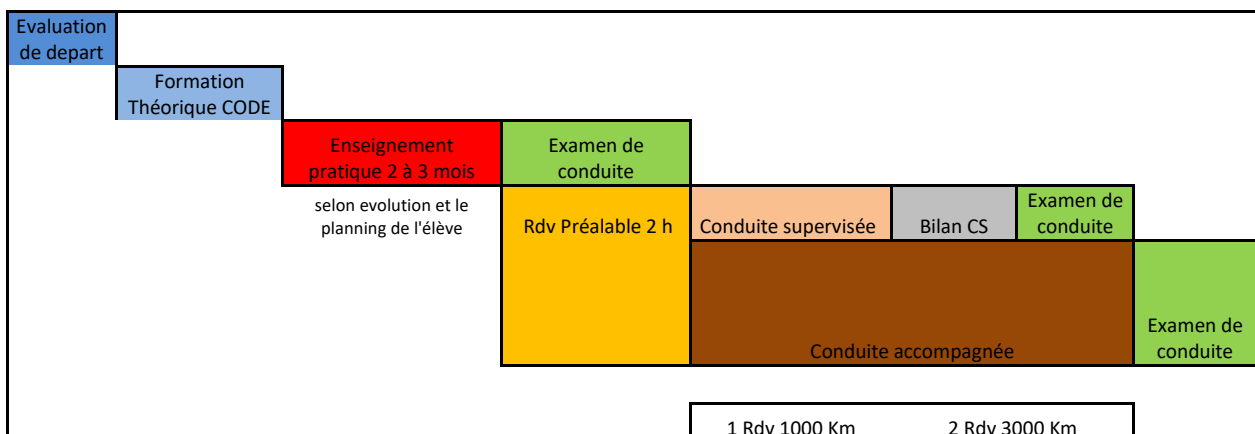 Evaluation
de depart
Formation
Théorique CODE
Enseignement
pratique 2 à 3 mois
Examen de
conduite
selon evolution et le
planning de l'élève
Rdv Préalable 2 h
Conduite supervisée
Bilan CS
Examen de
conduite
Conduite accompagnée
Examen de
conduite
1 Rdv 1000 Km
2 Rdv 3000 Km